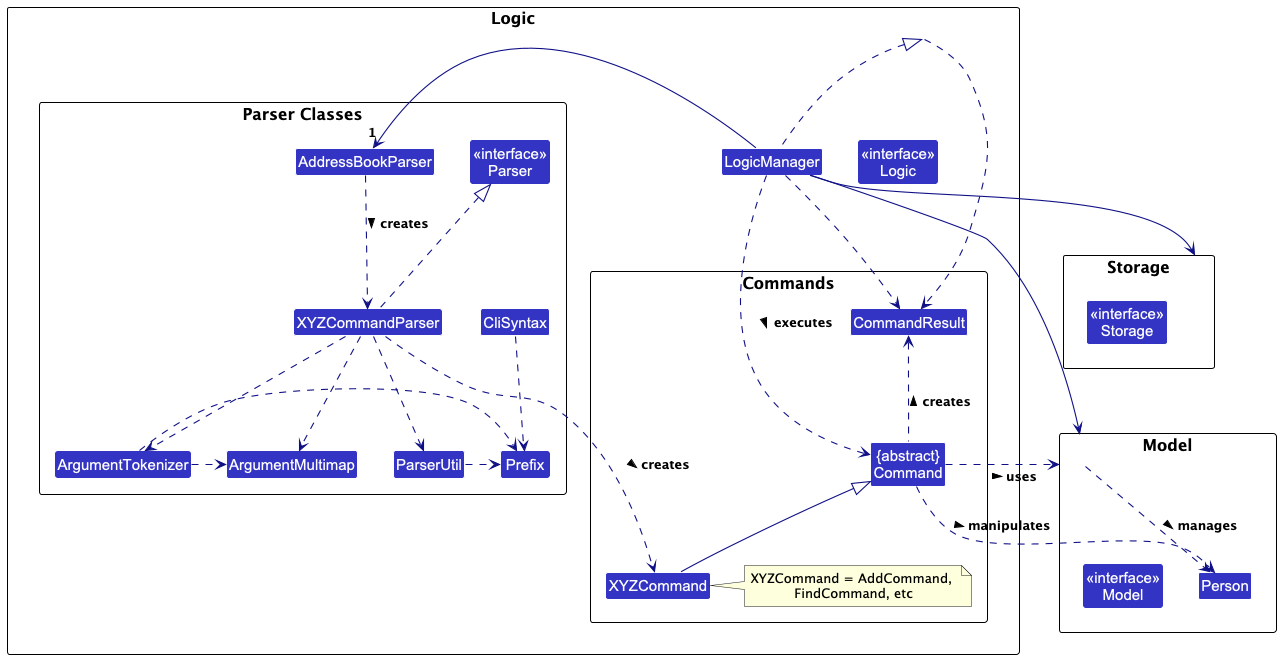 Logic
Parser Classes
1
AddressBookParser
«interface»
Parser
LogicManager
«interface»
Logic
creates
Storage
«interface»
Storage
Commands
XYZCommandParser
CliSyntax
executes
CommandResult
creates
Model
ArgumentTokenizer
ArgumentMultimap
ParserUtil
Prefix
creates
{abstract}
Command
uses
manipulates
manages
XYZCommand
XYZCommand = AddCommand,
FindCommand, etc
«interface»
Model
Person